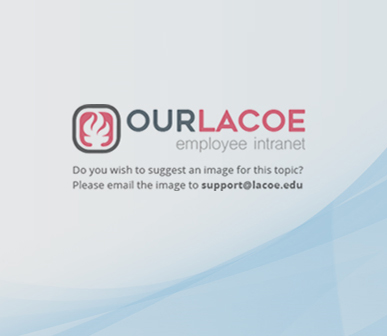 OURLACOE
employee intranet
Do you wish to suggest an image for this topic?
Please email the image to support@lacoe.edu